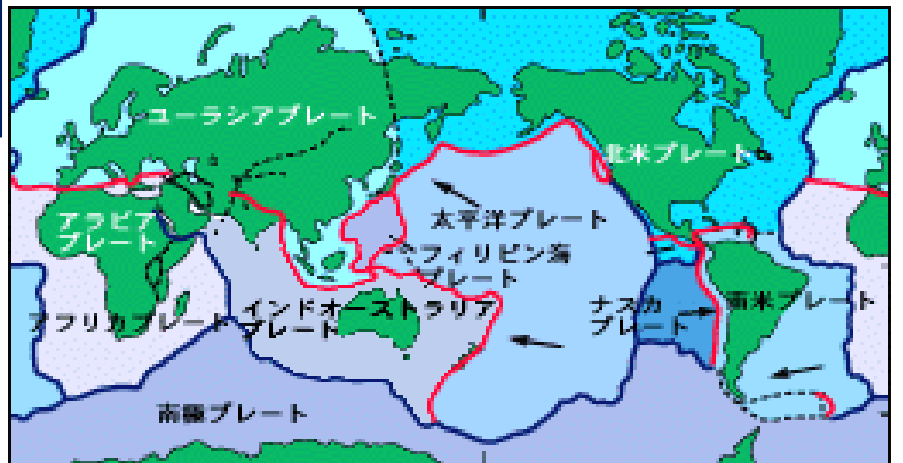 ユーラシアプレート
北米プレート
アラビア
プレート
太平洋プレート
フィリピン海
プレート
インドオーストラリア
プレート
ナスカ
プレート
南米プレート
アフリカプレート
南極プレート